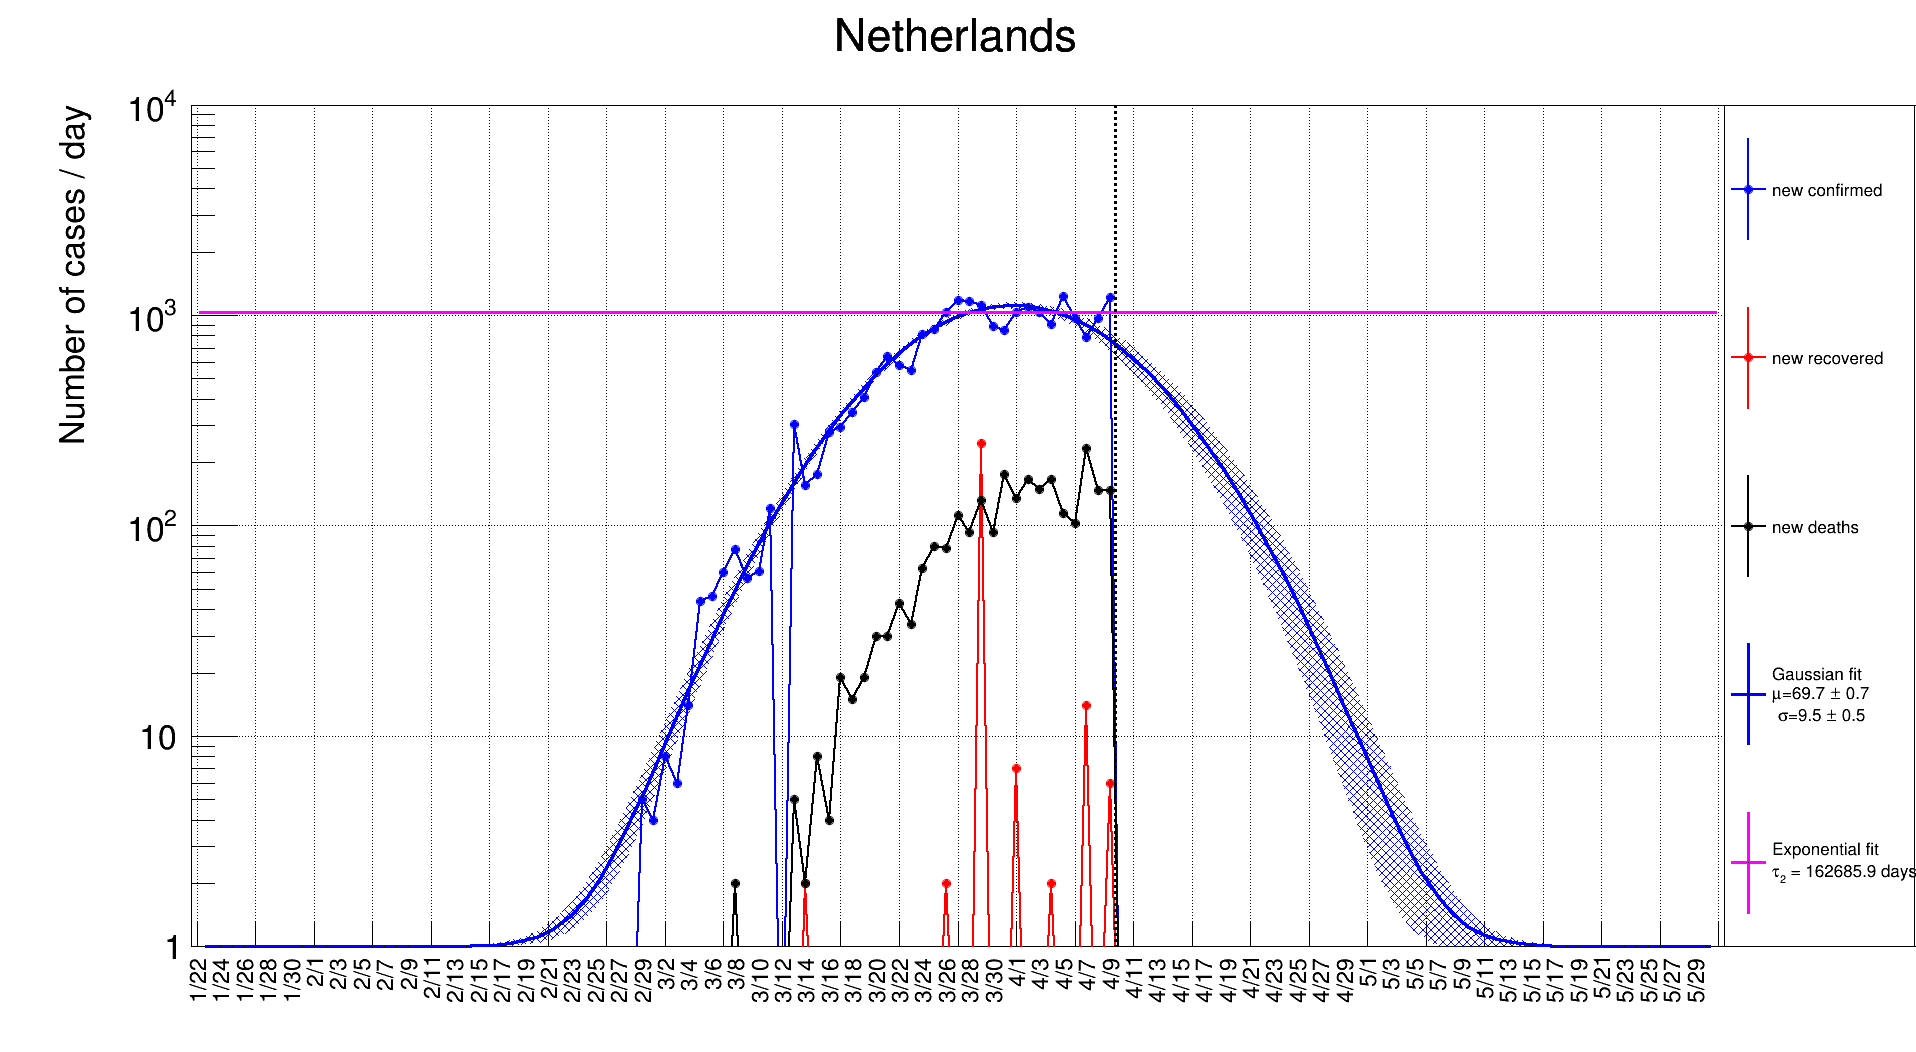 Netherlands
Number of cases / day
10⁴
10³
10²
10
1
1/22 1/24 1/26 1/28 1/30 2/1 2/3 2/5 2/7 2/9 2/11 2/13 2/15 2/17 2/19 2/21 2/23 2/25 2/27 2/29 3/2 3/4 3/6 3/8 3/10 3/12 3/14 3/16 3/18 3/20 3/22 3/24 3/26 3/28 3/30 4/1 4/3 4/5 4/7 4/9 4/11 4/13 4/15 4/17 4/19 4/21 4/23 4/25 4/27 4/29 5/1 5/3 5/5 5/7 5/9 5/11 5/13 5/15 5/17 5/19 5/21 5/23 5/25 5/27 5/29
new confirmed
new recovered
new deaths
Gaussian fit
μ=69.7 ± 0.7
σ=9.5 ± 0.5
Exponential fit
τ₂ = 162685.9 days